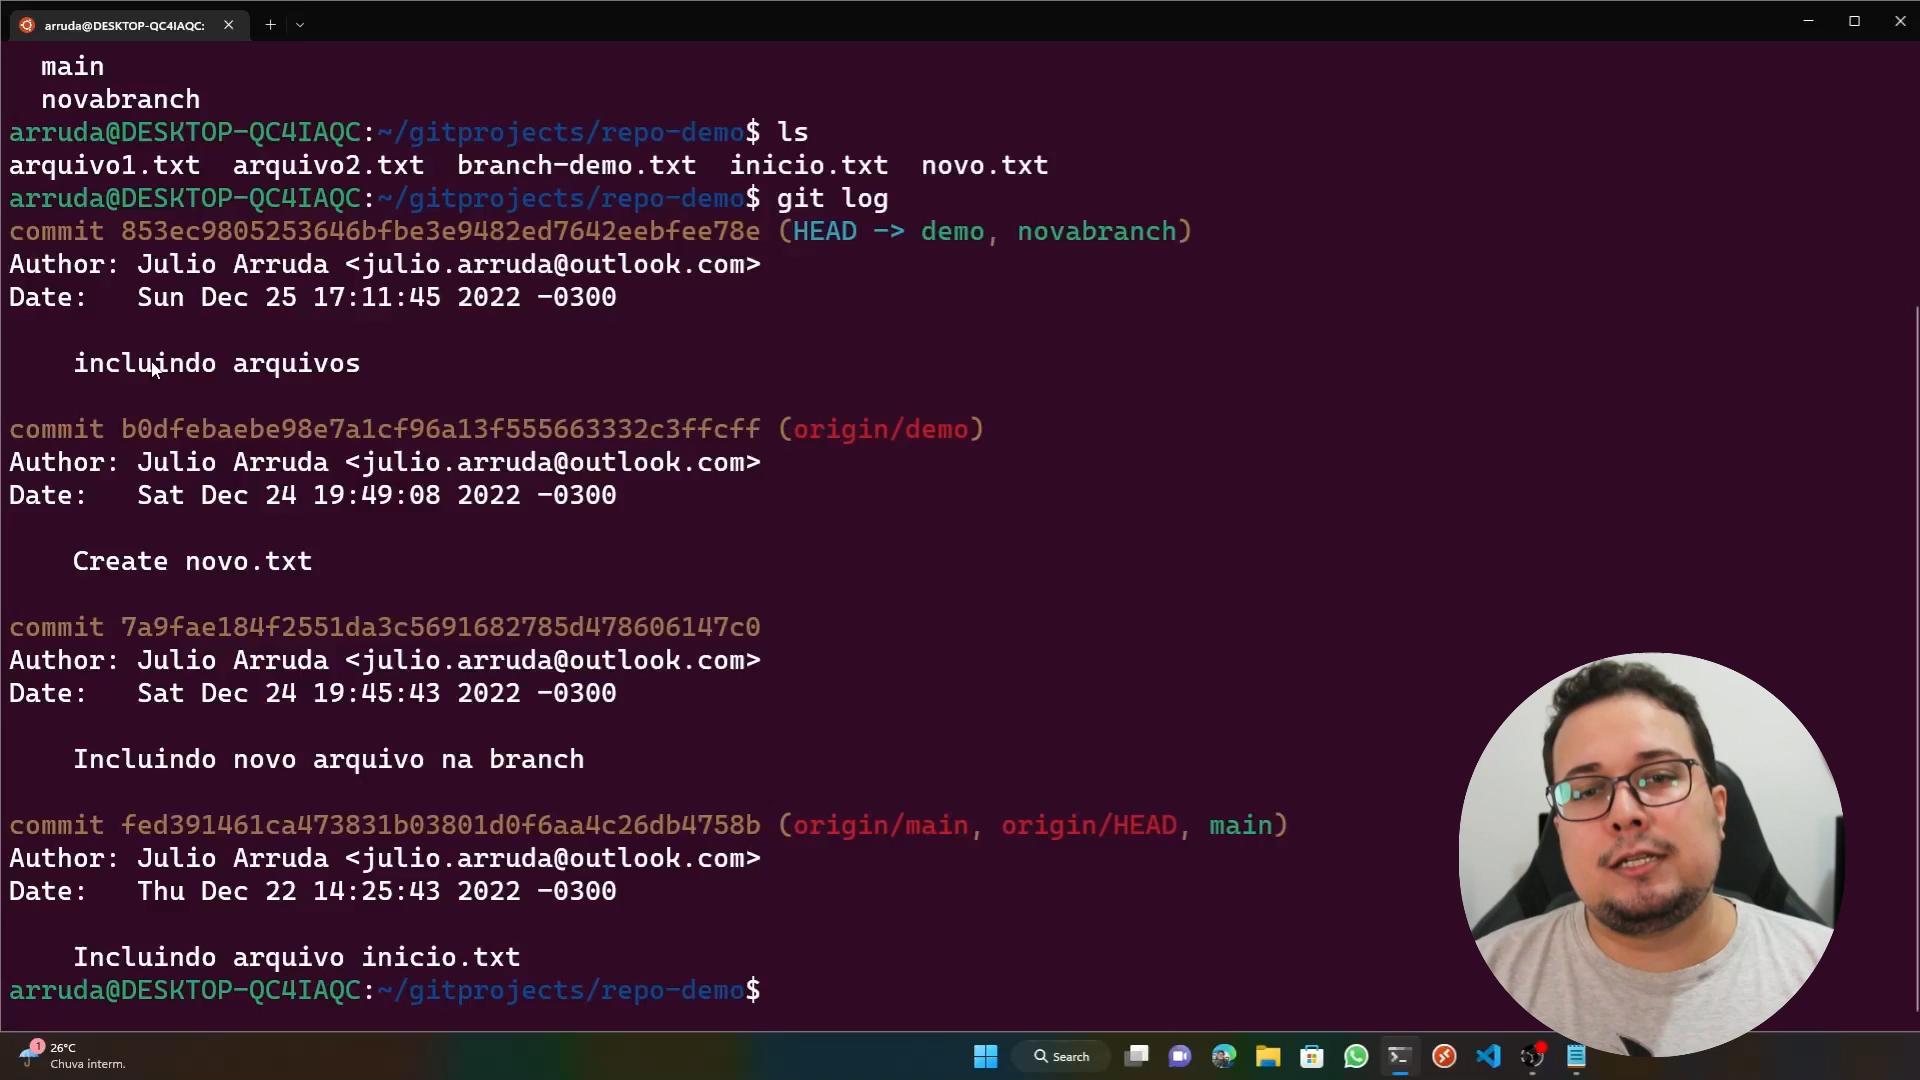 arruda@DESKTOP-QC4IAQC:
main
novabranch
arruda@DESKTOP-QC4IAQC:~/gitprojects/repo-demo$ ls
arquivo1.txt  arquivo2.txt  branch-demo.txt  inicio.txt  novo.txt
arruda@DESKTOP-QC4IAQC:~/gitprojects/repo-demo$ git log
commit 853ec9805253646bfbe3e9482ed7642eebfee78e (HEAD -> demo, novabranch)
Author: Julio Arruda <julio.arruda@outlook.com>
Date:   Sun Dec 25 17:11:45 2022 -0300
incluindo arquivos
commit b0dfebaebe98e7a1cf96a13f555663332c3ffcff (origin/demo)
Author: Julio Arruda <julio.arruda@outlook.com>
Date:   Sat Dec 24 19:49:08 2022 -0300
Create novo.txt
commit 7a9fae184f2551da3c5691682785d478606147c0
Author: Julio Arruda <julio.arruda@outlook.com>
Date:   Sat Dec 24 19:45:43 2022 -0300
Incluindo novo arquivo na branch
commit fed391461ca473831b03801d0f6aa4c26db4758b (origin/main, origin/HEAD, main)
Author: Julio Arruda <julio.arruda@outlook.com>
Date:   Thu Dec 22 14:25:43 2022 -0300
Incluindo arquivo inicio.txt
arruda@DESKTOP-QC4IAQC:~/gitprojects/repo-demo$
1
26°C
Chuva interm.
Search